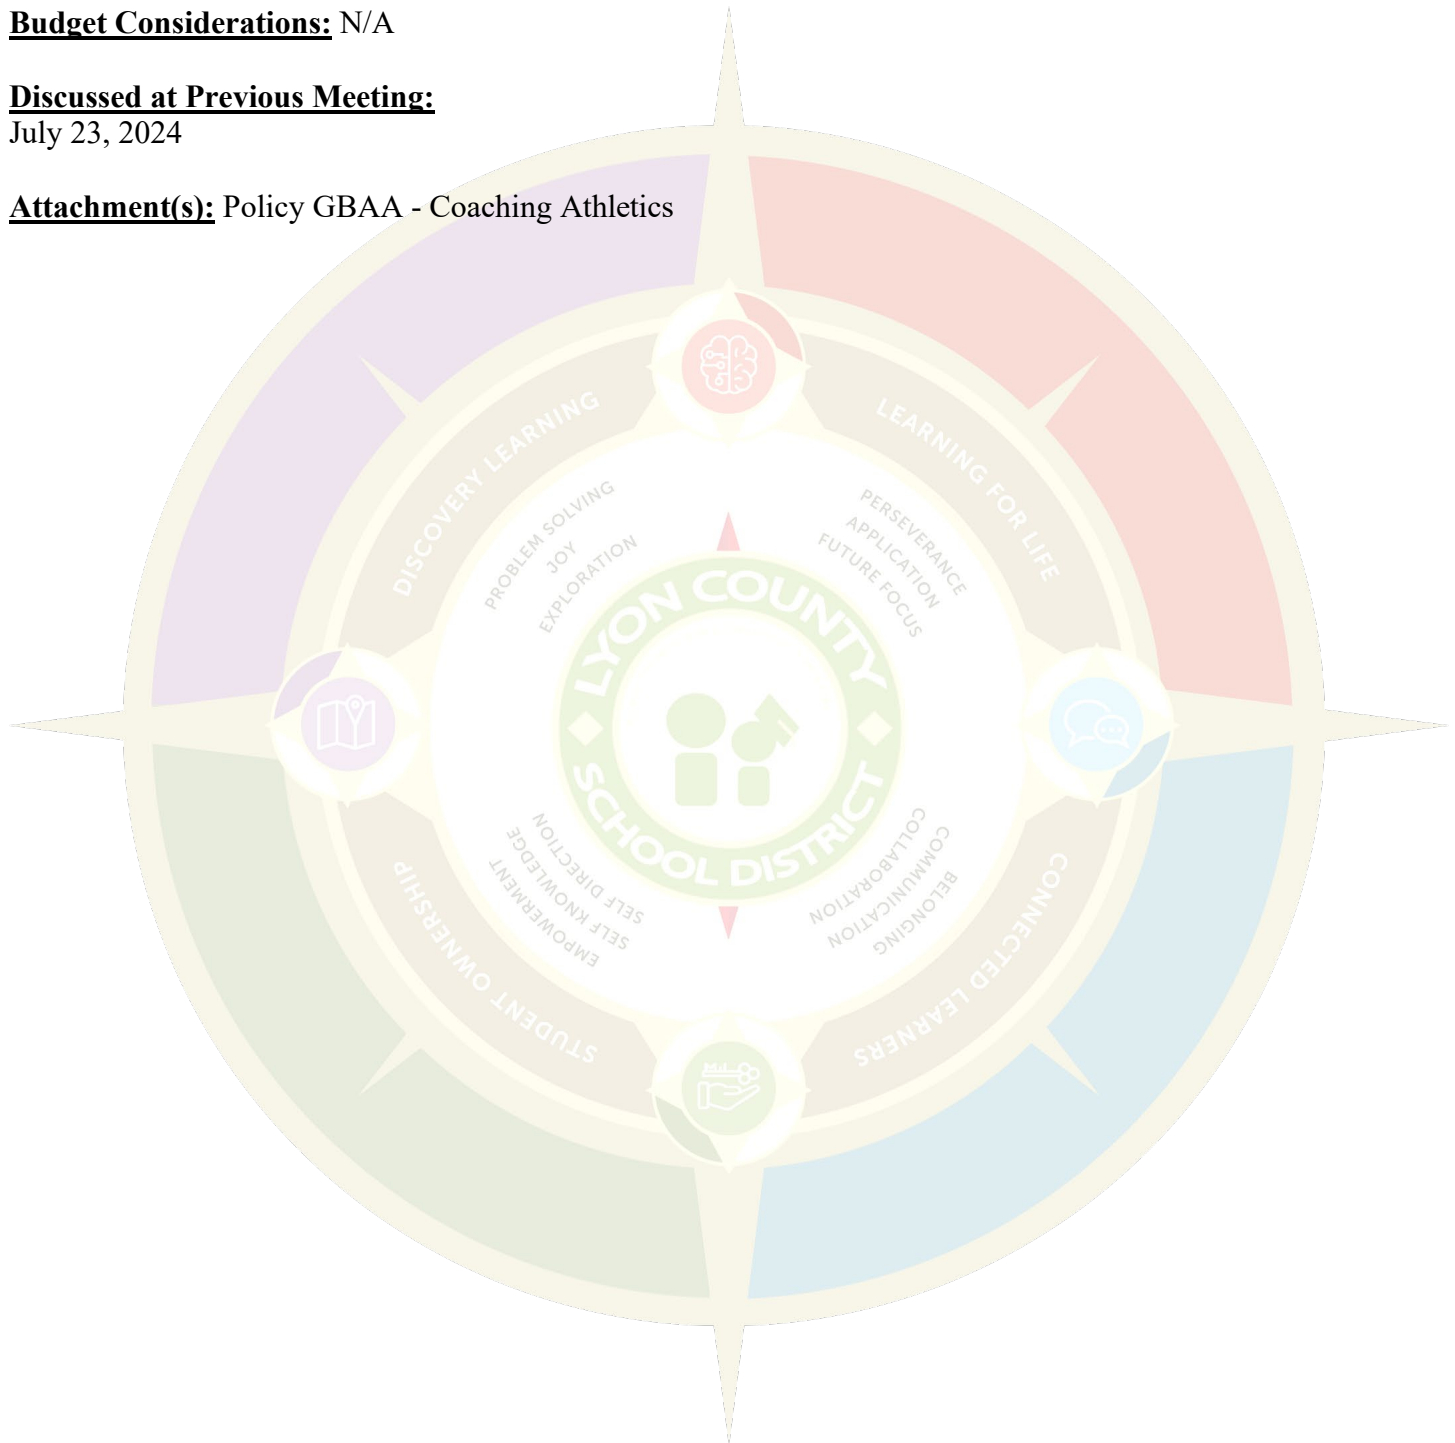 Budget Considerations: N/A
Discussed at Previous Meeting:
July 23, 2024
Attachment(s): Policy GBAA - Coaching Athletics
DISCOVERY LEARNING
LEARNING FOR LIFE
PROBLEM SOLVING
JOY
EXPLORATION
PERSEVERANCE
APPLICATION
FUTURE FOCUS
LYON COUNTY
SCHOOL DISTRICT
SELF DIRECTION
SELF KNOWLEDGE
EMPOWERMENT
COLLABORATION
COMMUNICATION
BELONGING
STUDENT OWNERSHIP
CONNECTED LEARNERS